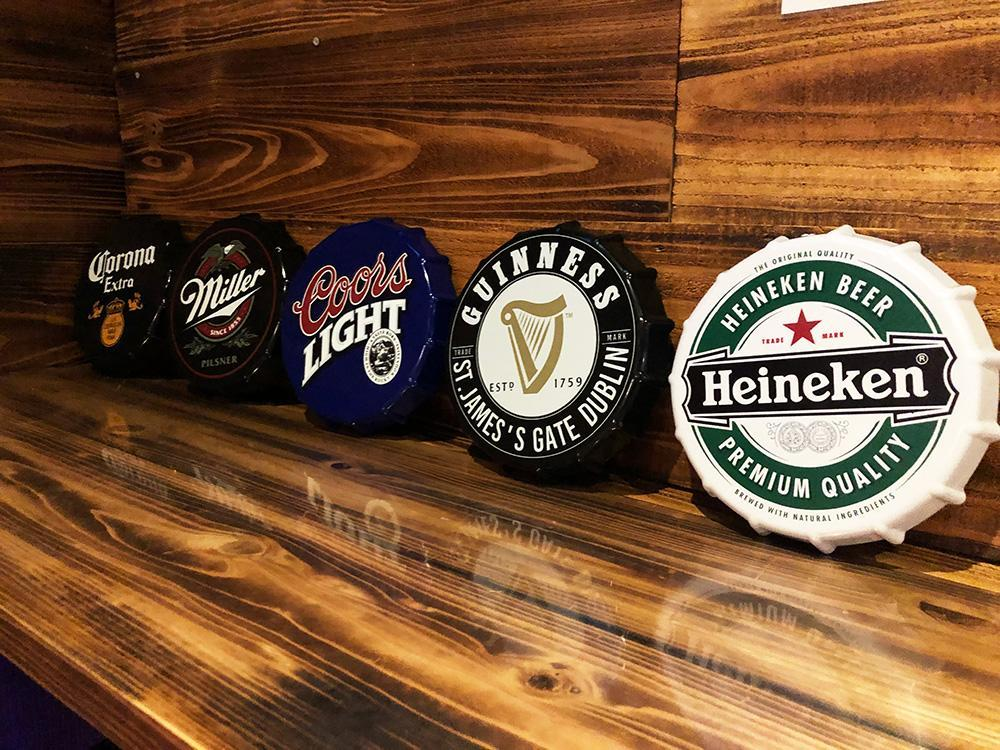 Corona
Extra
Miller
SINCE 1855
PILSNER
Coors
LIGHT
GUINNESS
TRADE MARK
ESTD 1759
ST. JAMES'S GATE DUBLIN
THE ORIGINAL QUALITY
HEINEKEN BEER
TRADE MARK
Heineken®
PREMIUM QUALITY
BREWED WITH NATURAL INGREDIENTS